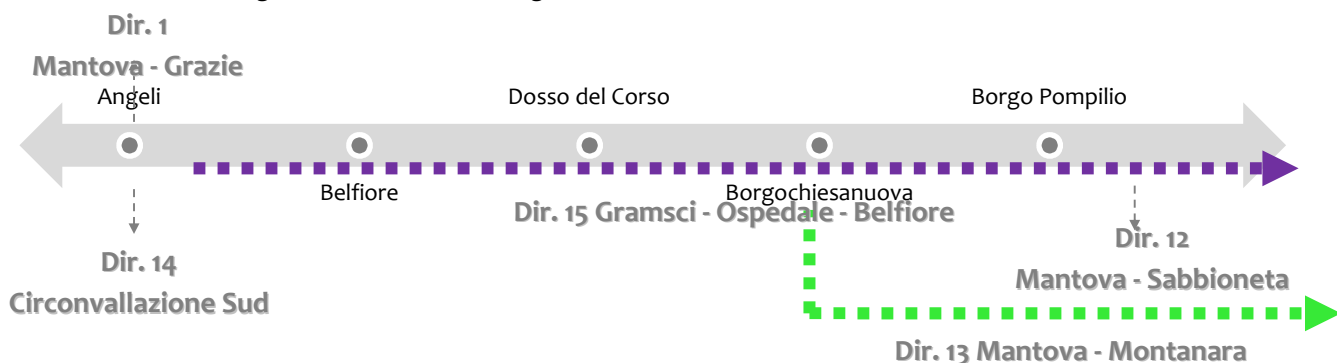 Dir. 1
Mantova - Grazie
Angeli
Dosso del Corso
Borgo Pompilio
Belfiore
Borgochiesanuova
Dir. 15 Gramsci - Ospedale - Belfiore
Dir. 14
Circonvallazione Sud
Dir. 12
Mantova - Sabbioneta
Dir. 13 Mantova - Montanara